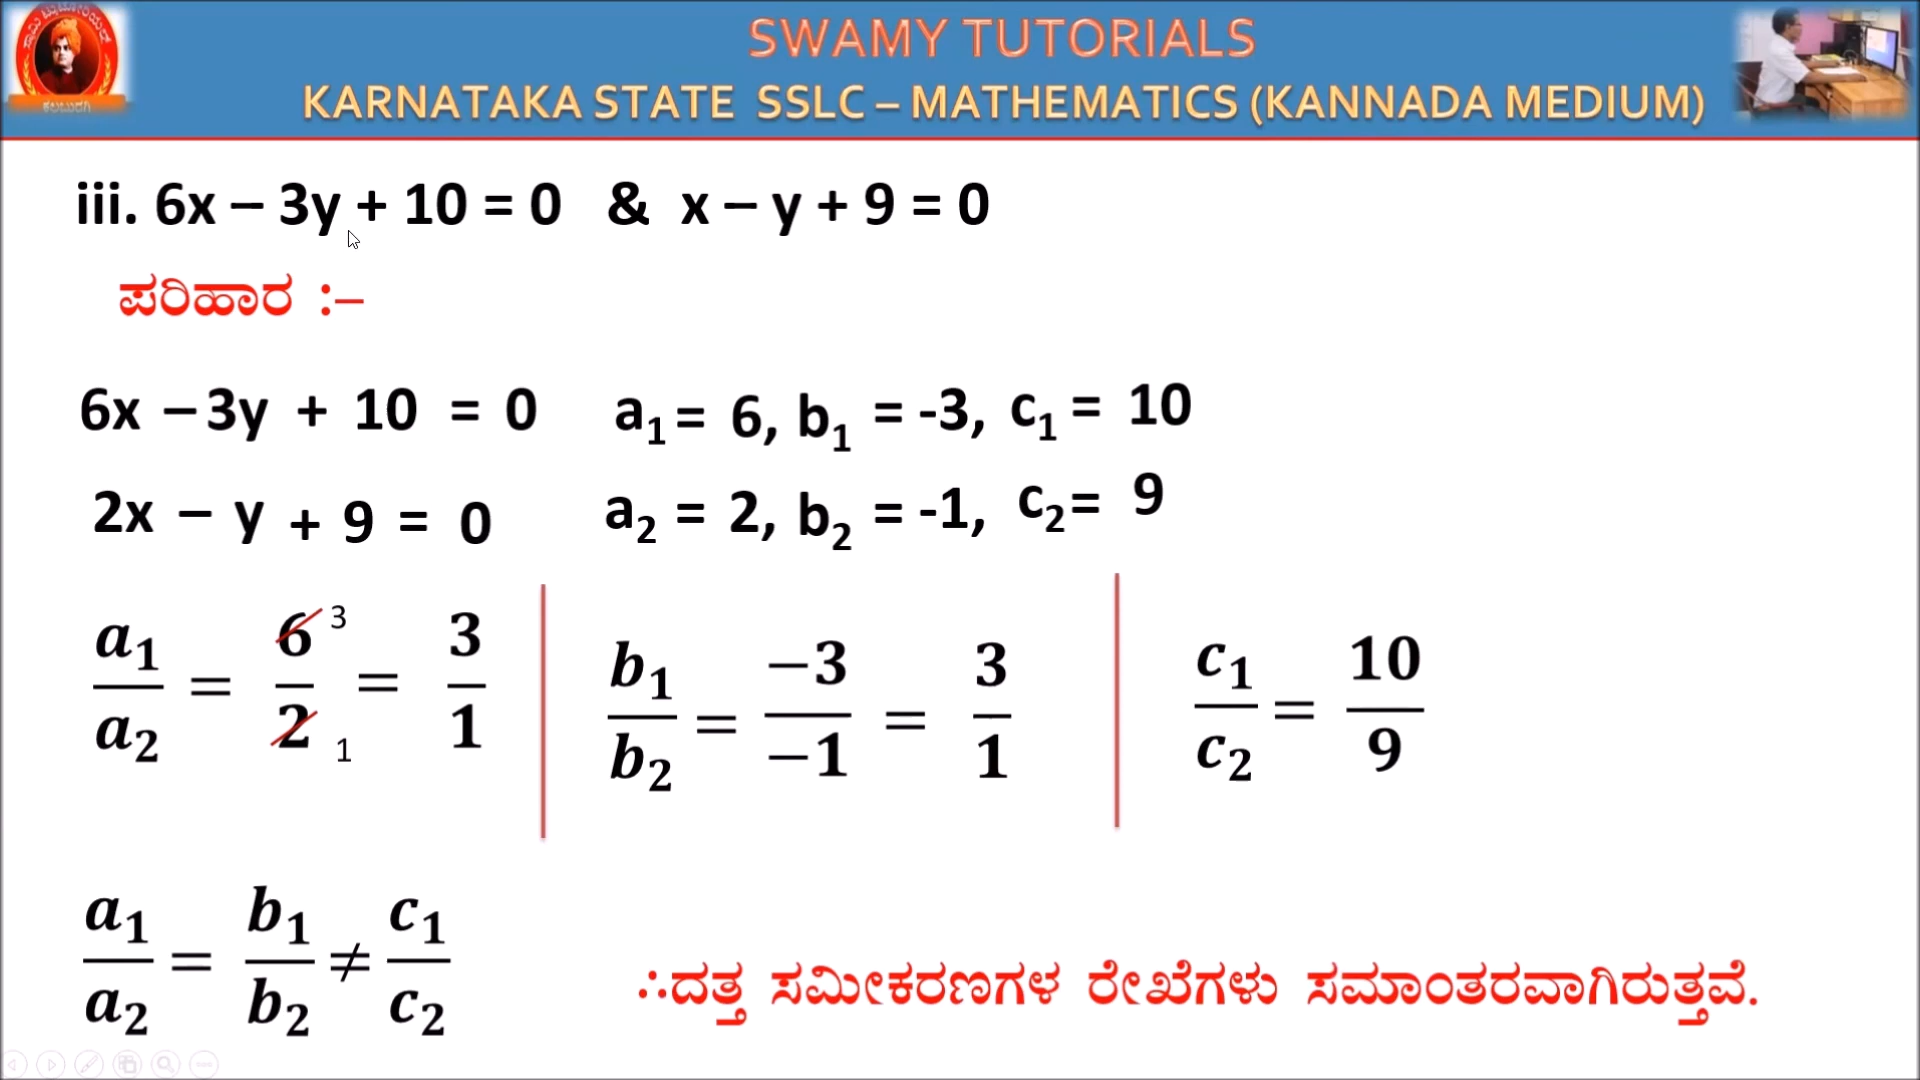 SWAMY TUTORIALS
KARNATAKA STATE SSLC – MATHEMATICS (KANNADA MEDIUM)
ಕಲಬುರಗಿ
iii. 6x – 3y + 10 = 0 & x – y + 9 = 0
ಪರಿಹಾರ :–
6x – 3y + 10 = 0 a₁ = 6, b₁ = -3, c₁ = 10
2x – y + 9 = 0 a₂ = 2, b₂ = -1, c₂ = 9
a₁/a₂ = 6/2 3 1 = 3/1
b₁/b₂ = −3/−1 = 3/1
c₁/c₂ = 10/9
a₁/a₂ = b₁/b₂ ≠ c₁/c₂
∴ದತ್ತ ಸಮೀಕರಣಗಳ ರೇಖೆಗಳು ಸಮಾಂತರವಾಗಿರುತ್ತವೆ.